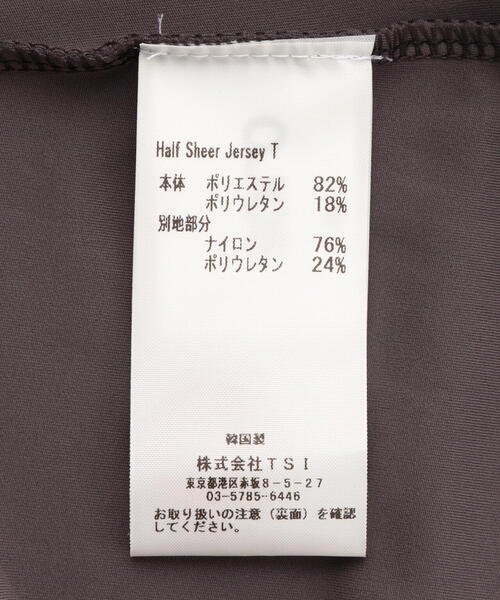 Half Sheer Jersey T
本体 ポリエステル 82%
ポリウレタン 18%
別地部分
ナイロン 76%
ポリウレタン 24%
韓国製
株式会社TSI
東京都港区赤坂8-5-27
03-5785-6446
お取り扱いの注意（裏面）を確認
してください。